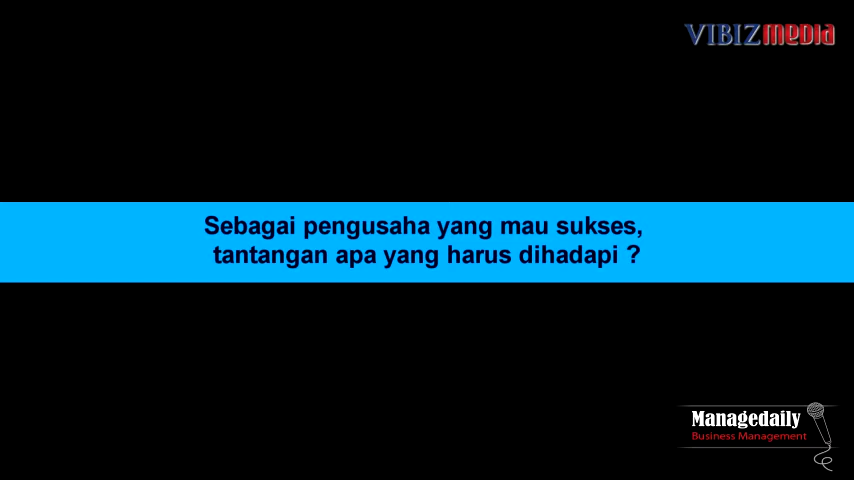 VIBIZmedia
Sebagai pengusaha yang mau sukses,
tantangan apa yang harus dihadapi ?
Managedaily
Business Management